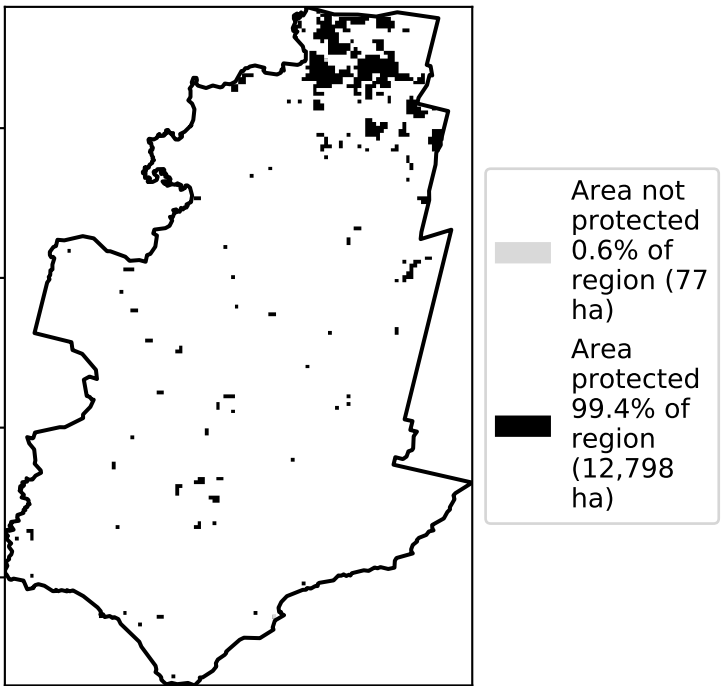 Area not
protected
0.6% of
region (77
ha)
Area
protected
99.4% of
region
(12,798
ha)